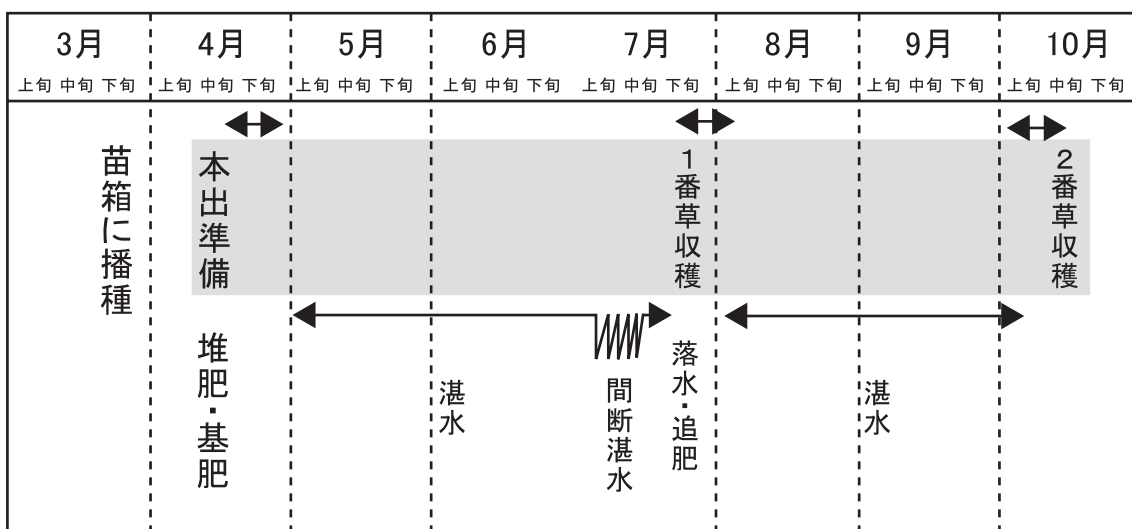 3月 4月 5月 6月 7月 8月 9月 10月
上旬 中旬 下旬 上旬 中旬 下旬 上旬 中旬 下旬 上旬 中旬 下旬 上旬 中旬 下旬 上旬 中旬 下旬 上旬 中旬 下旬 上旬 中旬 下旬
苗箱に播種
本出準備
1番草収穫
2番草収穫
堆肥・基肥
湛水
間断湛水
落水・追肥
湛水